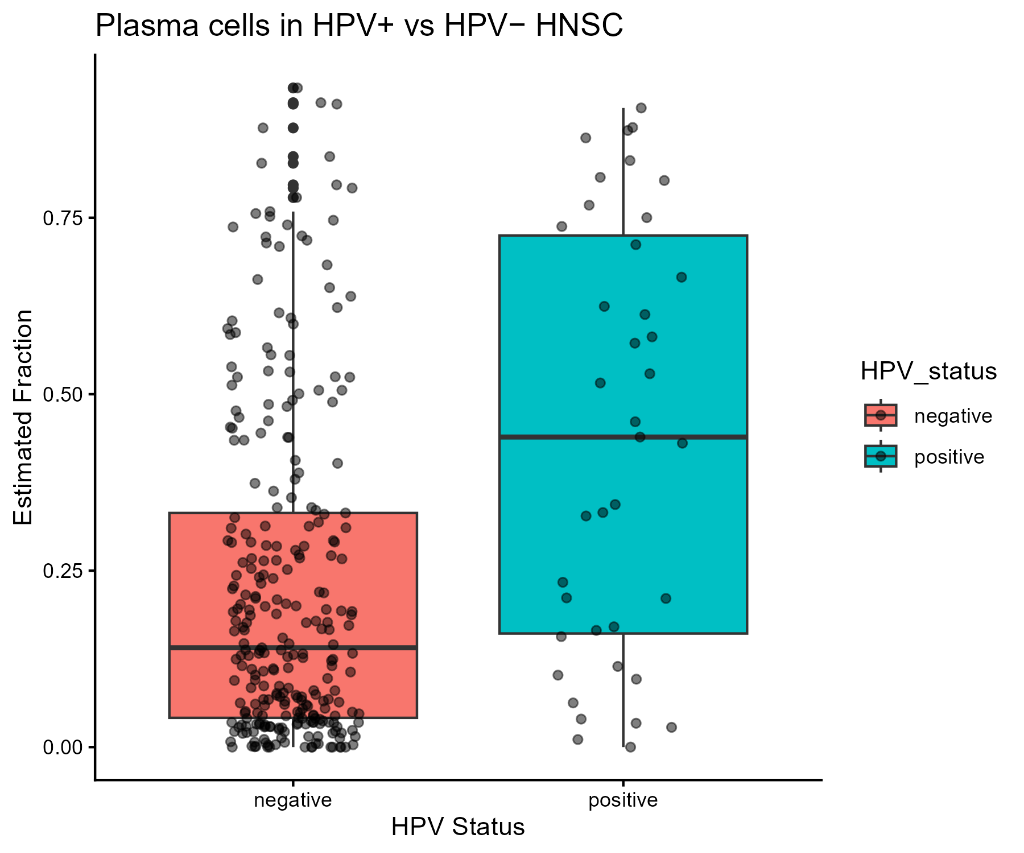 Plasma cells in HPV+ vs HPV− HNSC
Estimated Fraction
0.75
0.50
0.25
0.00
negative
positive
HPV Status
HPV_status
negative
positive